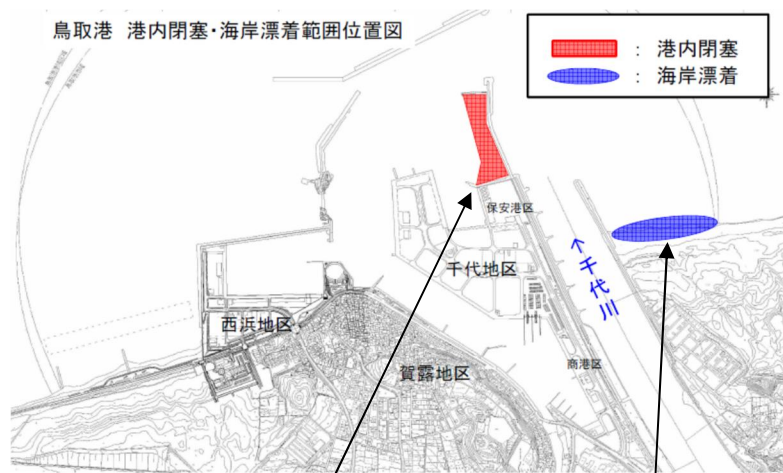 鳥取港 港内閉塞・海岸漂着範囲位置図
： 港内閉塞
： 海岸漂着
保安港区
千代地区
↑千代川
西浜地区
賀露地区
商港区